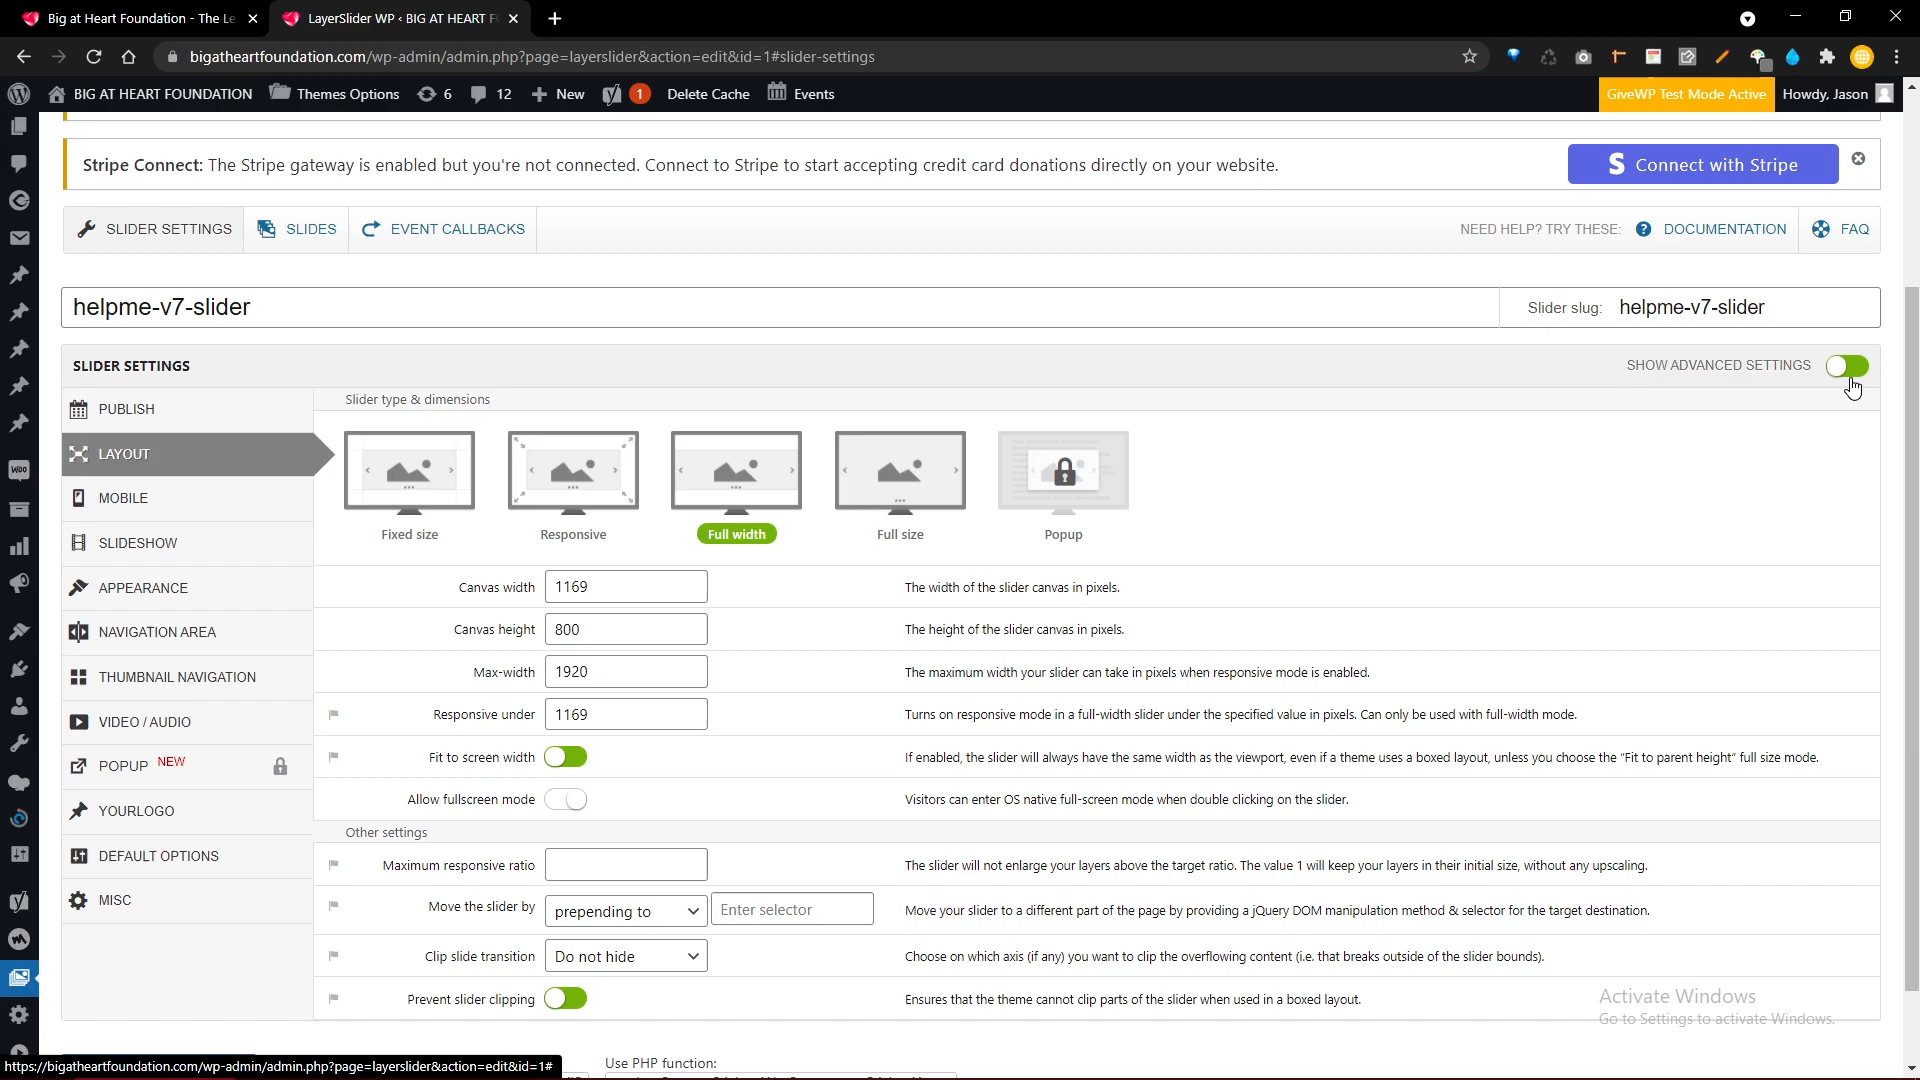 Big at Heart Foundation - The Le
LayerSlider WP ‹ BIG AT HEART F
bigatheartfoundation.com/wp-admin/admin.php?page=layerslider&action=edit&id=1#slider-settings
BIG AT HEART FOUNDATION
Themes Options
6
12
New
1
Delete Cache
Events
GiveWP Test Mode Active
Howdy, Jason
Stripe Connect: The Stripe gateway is enabled but you're not connected. Connect to Stripe to start accepting credit card donations directly on your website.
S Connect with Stripe
SLIDER SETTINGS
SLIDES
EVENT CALLBACKS
NEED HELP? TRY THESE:
DOCUMENTATION
FAQ
helpme-v7-slider
Slider slug: helpme-v7-slider
SLIDER SETTINGS
SHOW ADVANCED SETTINGS
PUBLISH
LAYOUT
MOBILE
SLIDESHOW
APPEARANCE
NAVIGATION AREA
THUMBNAIL NAVIGATION
VIDEO / AUDIO
POPUP NEW
YOURLOGO
DEFAULT OPTIONS
MISC
Woo
Slider type & dimensions
Fixed size
Responsive
Full width
Full size
Popup
Canvas width 1169 The width of the slider canvas in pixels.
Canvas height 800 The height of the slider canvas in pixels.
Max-width 1920 The maximum width your slider can take in pixels when responsive mode is enabled.
Responsive under 1169 Turns on responsive mode in a full-width slider under the specified value in pixels. Can only be used with full-width mode.
Fit to screen width If enabled, the slider will always have the same width as the viewport, even if a theme uses a boxed layout, unless you choose the "Fit to parent height" full size mode.
Allow fullscreen mode Visitors can enter OS native full-screen mode when double clicking on the slider.
Other settings
Maximum responsive ratio The slider will not enlarge your layers above the target ratio. The value 1 will keep your layers in their initial size, without any upscaling.
Move the slider by prepending to Enter selector Move your slider to a different part of the page by providing a jQuery DOM manipulation method & selector for the target destination.
Clip slide transition Do not hide Choose on which axis (if any) you want to clip the overflowing content (i.e. that breaks outside of the slider bounds).
Prevent slider clipping Ensures that the theme cannot clip parts of the slider when used in a boxed layout.
Activate Windows
Go to Settings to activate Windows.
Use PHP function:
https://bigatheartfoundation.com/wp-admin/admin.php?page=layerslider&action=edit&id=1#